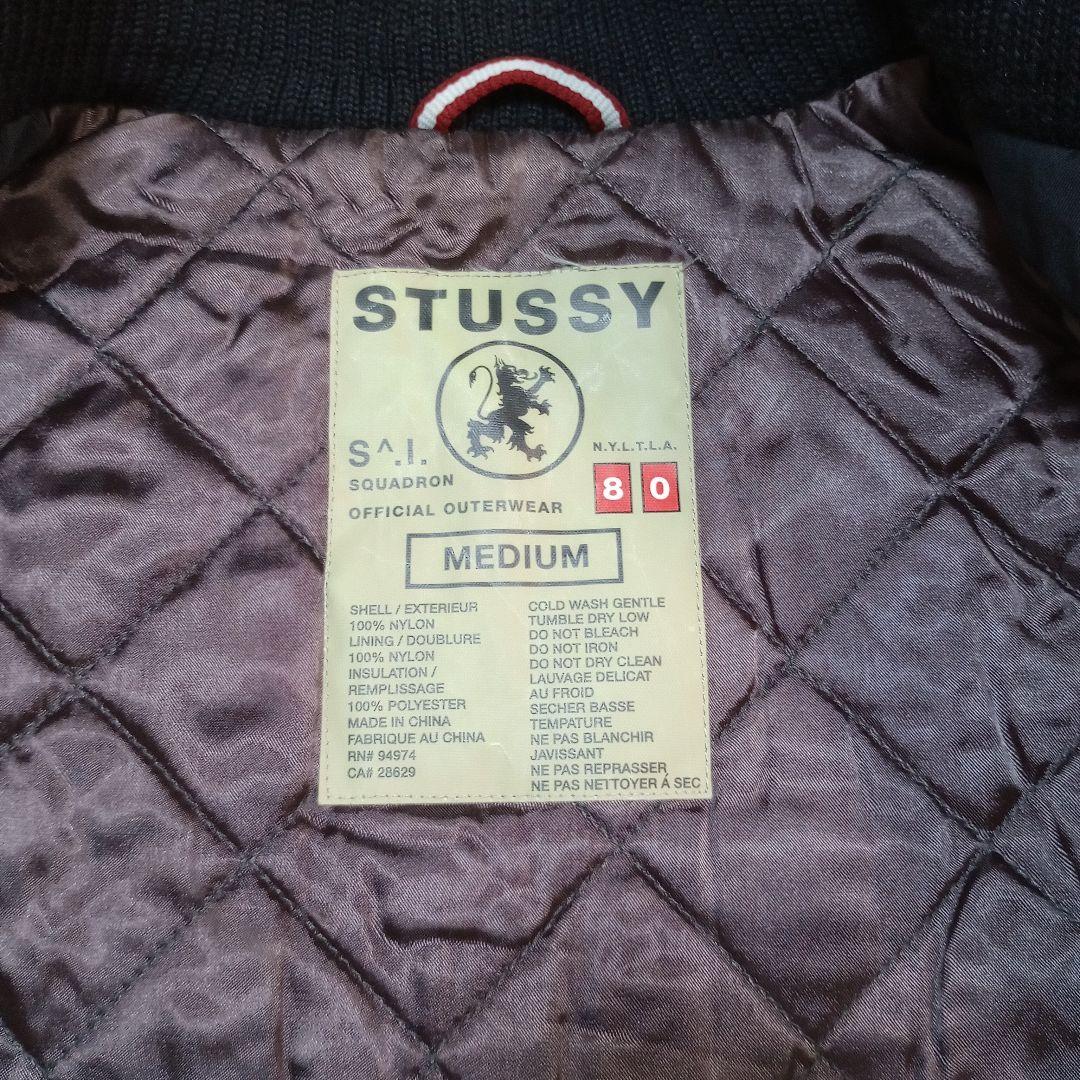 STUSSY
S^.I.
SQUADRON
OFFICIAL OUTERWEAR
N.Y.L.T.L.A.
8 0
MEDIUM
SHELL / EXTERIEUR
100% NYLON
LINING / DOUBLURE
100% NYLON
INSULATION /
REMPLISSAGE
100% POLYESTER
MADE IN CHINA
FABRIQUE AU CHINA
RN# 94974
CA# 28629
COLD WASH GENTLE
TUMBLE DRY LOW
DO NOT BLEACH
DO NOT IRON
DO NOT DRY CLEAN
LAUVAGE DELICAT
AU FROID
SECHER BASSE
TEMPATURE
NE PAS BLANCHIR
JAVISSANT
NE PAS REPRASSER
NE PAS NETTOYER Á SEC